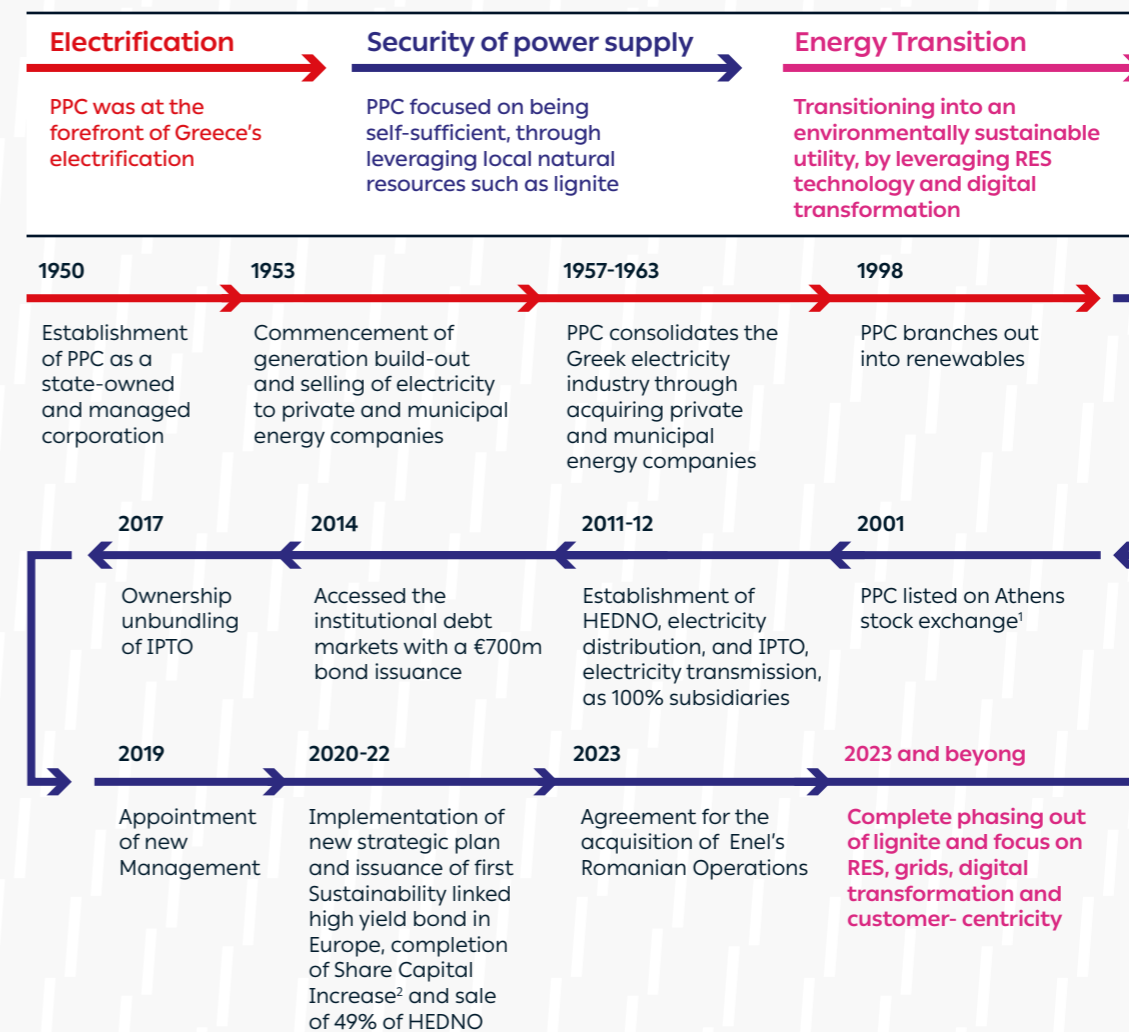 Electrification
PPC was at the
forefront of Greece's
electrification
Security of power supply
PPC focused on being
self-sufficient, through
leveraging local natural
resources such as lignite
Energy Transition
Transitioning into an
environmentally sustainable
utility, by leveraging RES
technology and digital
transformation
1950
Establishment
of PPC as a
state-owned
and managed
corporation
1953
Commencement of
generation build-out
and selling of electricity
to private and municipal
energy companies
1957-1963
PPC consolidates the
Greek electricity
industry through
acquiring private
and municipal
energy companies
1998
PPC branches out
into renewables
2017
Ownership
unbundling
of IPTO
2014
Accessed the
institutional debt
markets with a €700m
bond issuance
2011-12
Establishment of
HEDNO, electricity
distribution, and IPTO,
electricity transmission,
as 100% subsidiaries
2001
PPC listed on Athens
stock exchange¹
2019
Appointment
of new
Management
2020-22
Implementation of
new strategic plan
and issuance of first
Sustainability linked
high yield bond in
Europe, completion
of Share Capital
Increase² and sale
of 49% of HEDNO
2023
Agreement for the
acquisition of Enel's
Romanian Operations
2023 and beyong
Complete phasing out
of lignite and focus on
RES, grids, digital
transformation and
customer- centricity